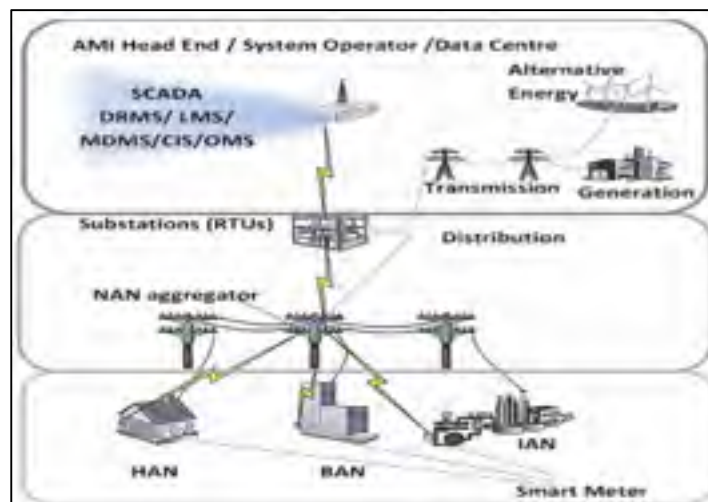 AMI Head End / System Operator /Data Centre
Alternative
Energy
SCADA
DRMS/ LMS/
MDMS/CIS/OMS
Transmission
Generation
Substations (RTUs)
Distribution
NAN aggregator
HAN
BAN
IAN
Smart Meter